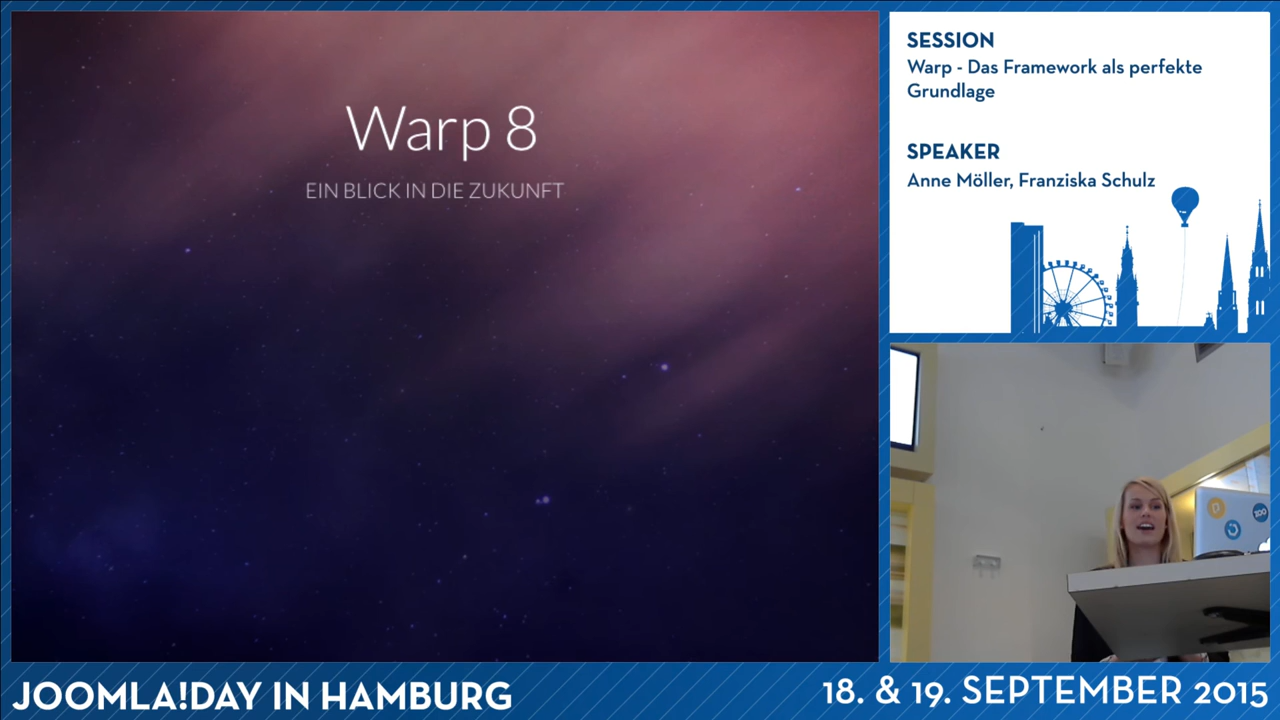 Warp 8
EIN BLICK IN DIE ZUKUNFT
SESSION
Warp - Das Framework als perfekte
Grundlage
SPEAKER
Anne Möller, Franziska Schulz
ZOO
JOOMLA!DAY IN HAMBURG
18. & 19. SEPTEMBER 2015